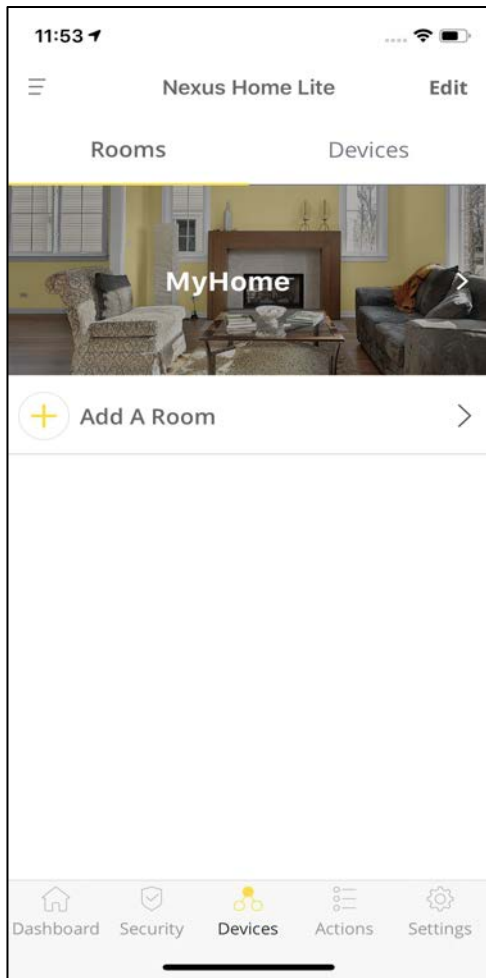 11:53
Nexus Home Lite
Edit
Rooms
Devices
MyHome
Add A Room
Dashboard
Security
Devices
Actions
Settings